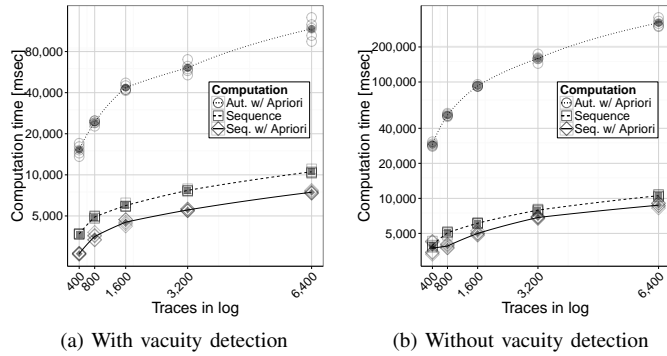 Computation time [msec]
80,000
40,000
20,000
10,000
5,000
Computation
Aut. w/ Apriori
Sequence
Seq. w/ Apriori
400
800
1,600
3,200
6,400
Traces in log
(a) With vacuity detection
Computation time [msec]
200,000
100,000
40,000
20,000
10,000
5,000
Computation
Aut. w/ Apriori
Sequence
Seq. w/ Apriori
400
800
1,600
3,200
6,400
Traces in log
(b) Without vacuity detection